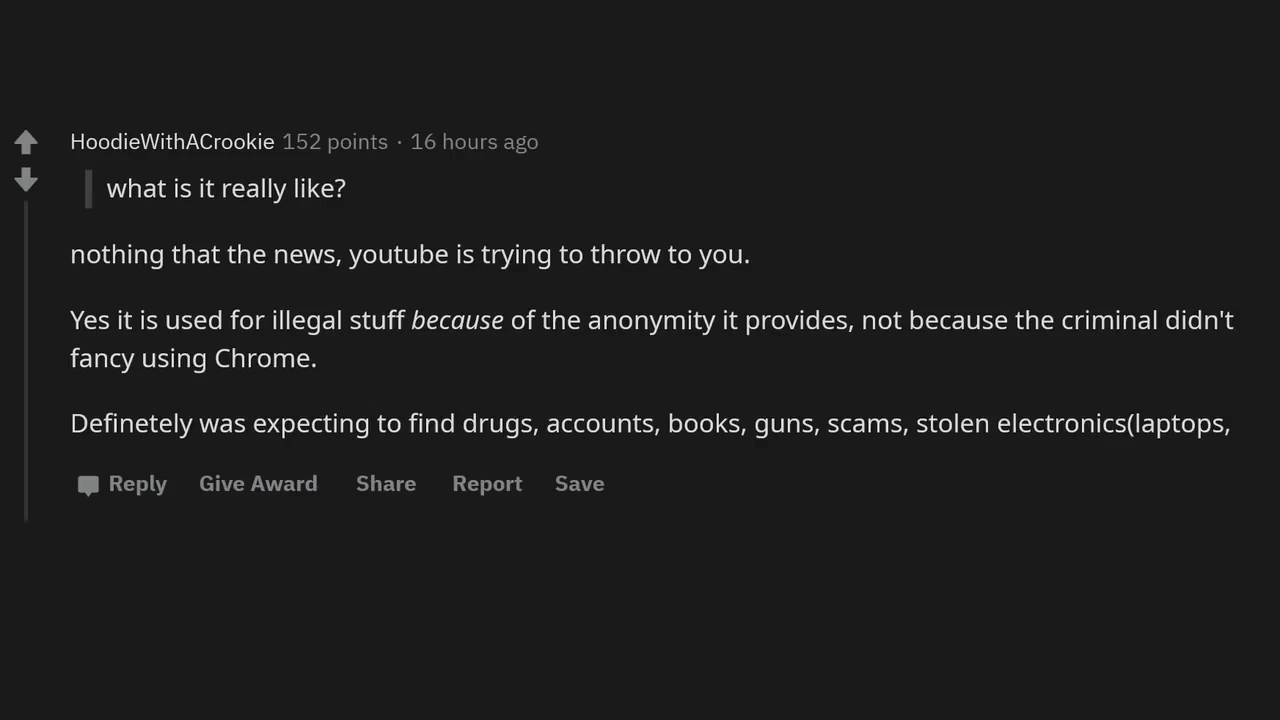 HoodieWithACrookie 152 points · 16 hours ago
what is it really like?
nothing that the news, youtube is trying to throw to you.
Yes it is used for illegal stuff because of the anonymity it provides, not because the criminal didn't
fancy using Chrome.
Definetely was expecting to find drugs, accounts, books, guns, scams, stolen electronics(laptops,
Reply Give Award Share Report Save